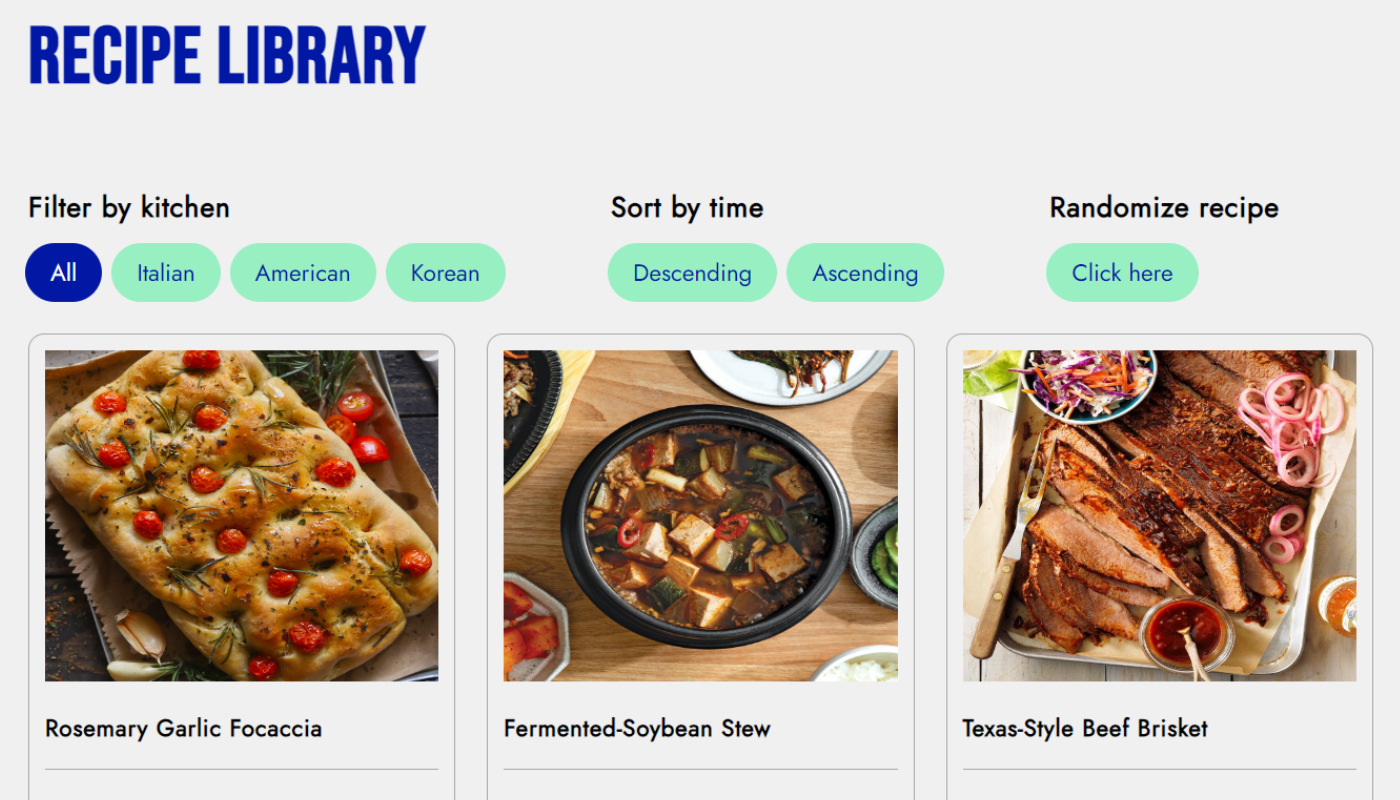 RECIPE LIBRARY
Filter by kitchen
Sort by time
Randomize recipe
All Italian American Korean
Descending Ascending
Click here
Rosemary Garlic Focaccia
Fermented-Soybean Stew
Texas-Style Beef Brisket